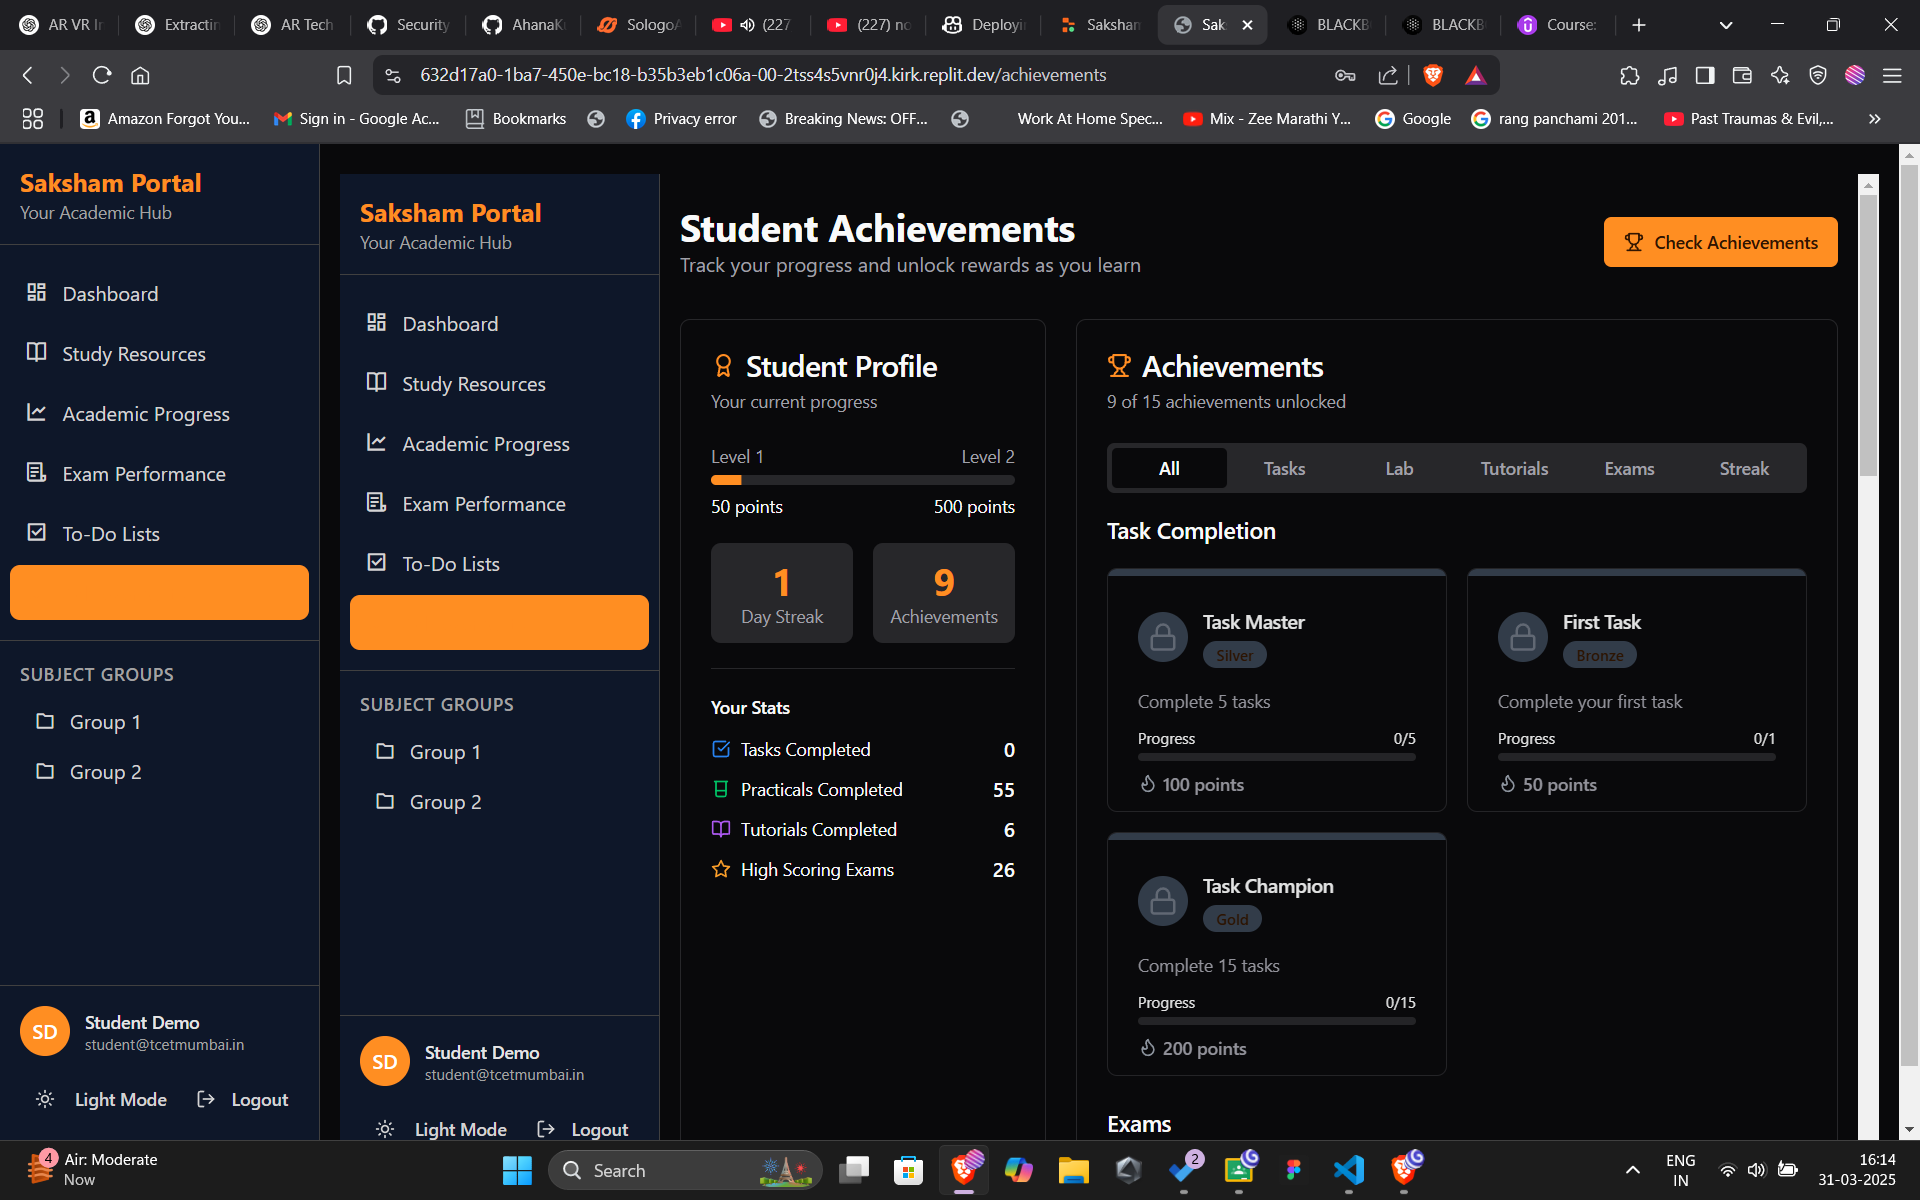 AR VR I
Extractin
AR Tech
Security
AhanaK
SologoA
(227
(227) no
Deployi
Saksham
Sak
BLACKB
BLACKB
Course:
632d17a0-1ba7-450e-bc18-b35b3eb1c06a-00-2tss4s5vnr0j4.kirk.replit.dev/achievements
Amazon Forgot You...
Sign in - Google Ac...
Bookmarks
Privacy error
Breaking News: OFF...
Work At Home Spec...
Mix - Zee Marathi Y...
Google
rang panchami 201...
Past Traumas & Evil,...
Saksham Portal
Your Academic Hub
Dashboard
Study Resources
Academic Progress
Exam Performance
To-Do Lists
SUBJECT GROUPS
Group 1
Group 2
SD
Student Demo
student@tcetmumbai.in
Light Mode
Logout
Saksham Portal
Your Academic Hub
Dashboard
Study Resources
Academic Progress
Exam Performance
To-Do Lists
SUBJECT GROUPS
Group 1
Group 2
SD
Student Demo
student@tcetmumbai.in
Light Mode
Logout
Student Achievements
Track your progress and unlock rewards as you learn
Check Achievements
Student Profile
Your current progress
Level 1
Level 2
50 points
500 points
1
Day Streak
9
Achievements
Your Stats
Tasks Completed 0
Practicals Completed 55
Tutorials Completed 6
High Scoring Exams 26
Achievements
9 of 15 achievements unlocked
All
Tasks
Lab
Tutorials
Exams
Streak
Task Completion
Task Master
Silver
Complete 5 tasks
Progress 0/5
100 points
First Task
Bronze
Complete your first task
Progress 0/1
50 points
Task Champion
Gold
Complete 15 tasks
Progress 0/15
200 points
Exams
4
Air: Moderate
Now
Search
2
ENG
IN
16:14
31-03-2025